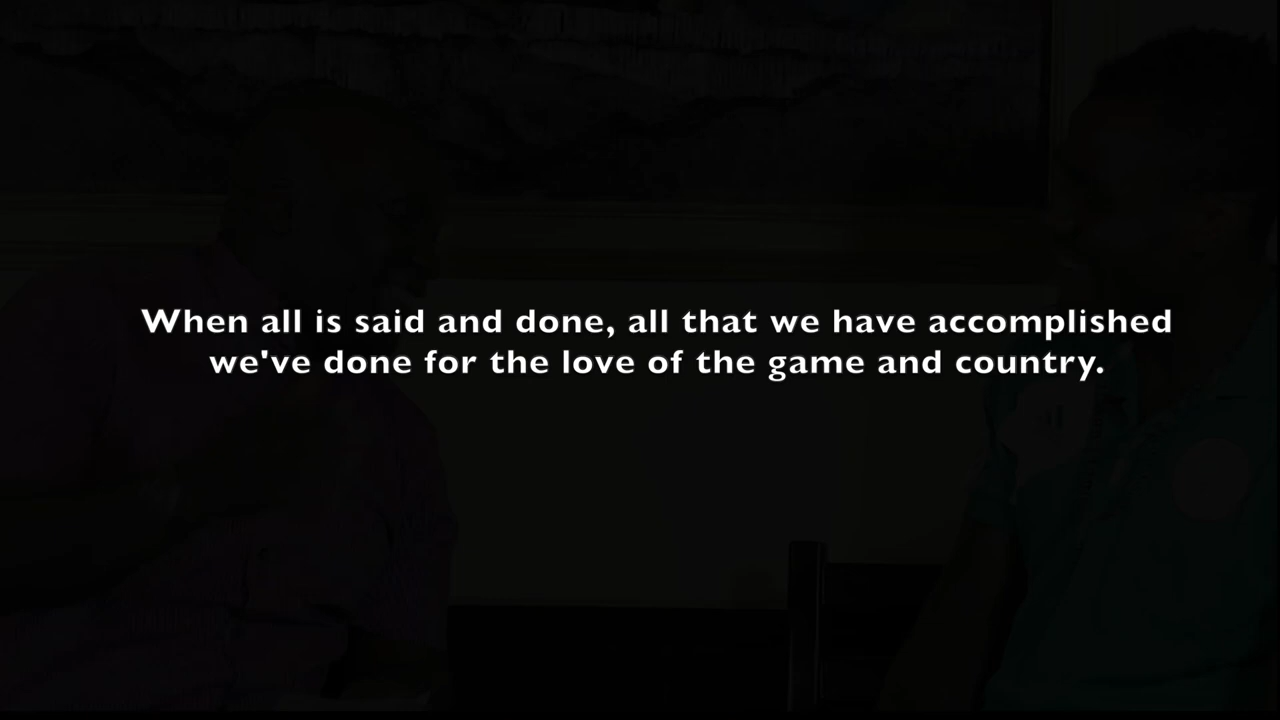 When all is said and done, all that we have accomplished
we've done for the love of the game and country.